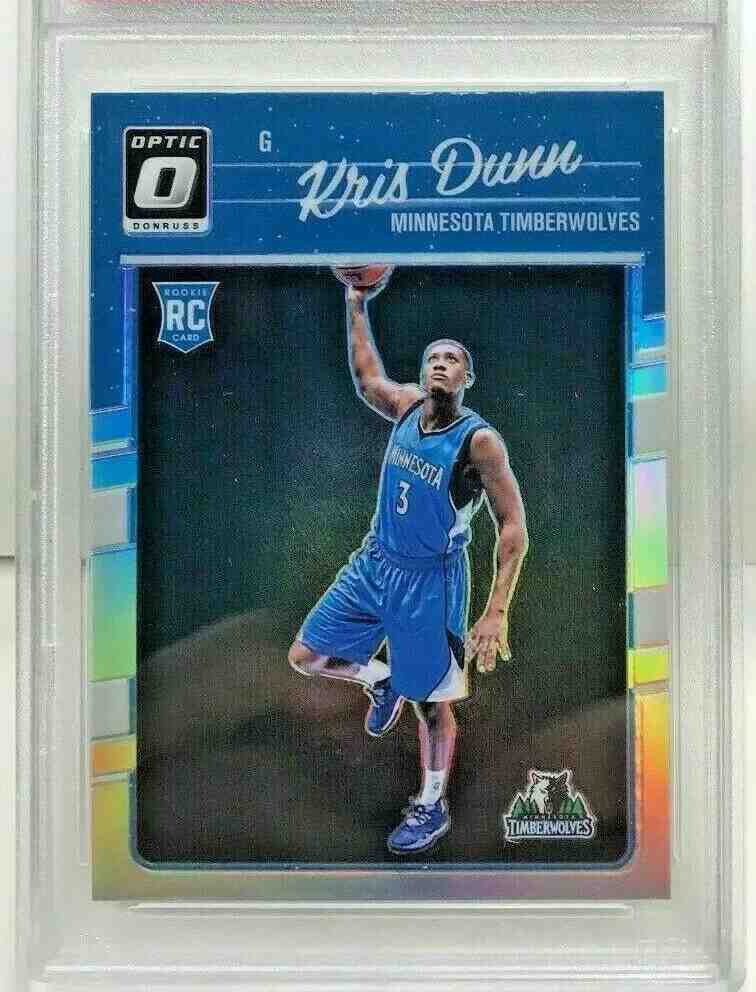 OPTIC
O
DONRUSS
G
Kris Dunn
MINNESOTA TIMBERWOLVES
ROOKIE
RC
CARD
MINNESOTA
3
MINNESOTA
TIMBERWOLVES